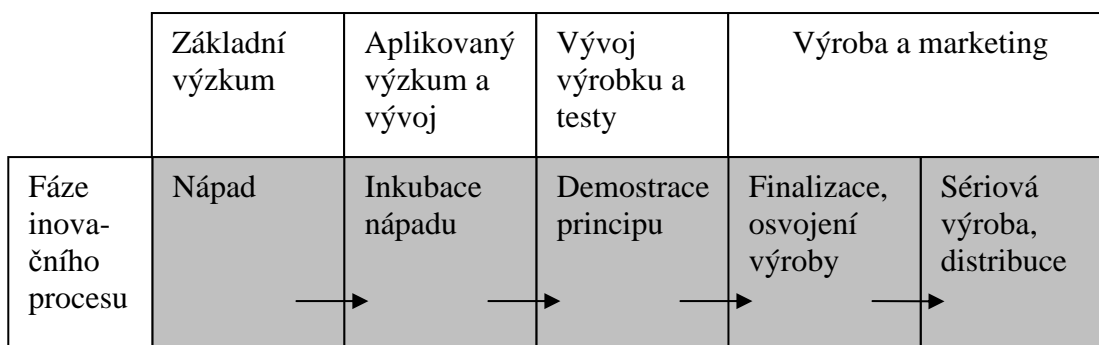 Základní
výzkum
Aplikovaný
výzkum a
vývoj
Vývoj
výrobku a
testy
Výroba a marketing
Fáze
inova-
čního
procesu
Nápad
Inkubace
nápadu
Demostrace
principu
Finalizace,
osvojení
výroby
Sériová
výroba,
distribuce